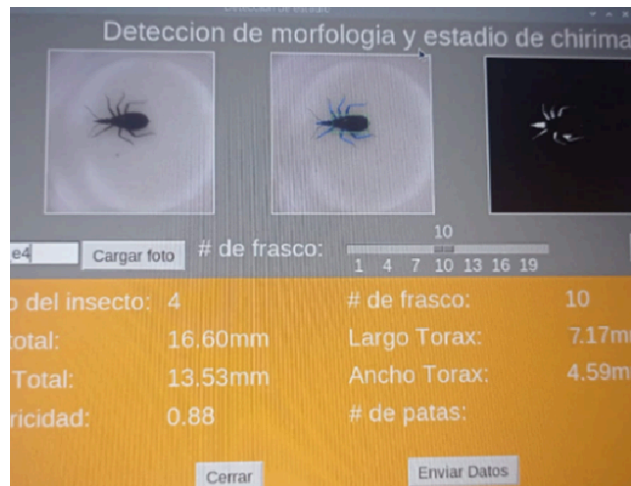 Deteccion de morfologia y estadio de chirima
e4 Cargar foto # de frasco: 10
1 4 7 10 13 16 19
o del insecto: 4 # de frasco: 10
total: 16.60mm Largo Torax: 7.17m
Total: 13.53mm Ancho Torax: 4.59m
ricidad: 0.88 # de patas:
Cerrar Enviar Datos